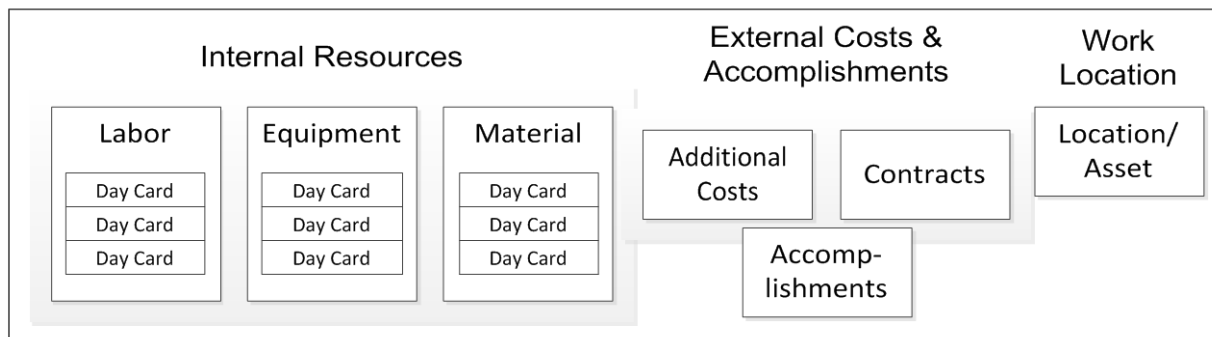 Internal Resources
External Costs &
Accomplishments
Work
Location
Labor
Day Card
Day Card
Day Card
Equipment
Day Card
Day Card
Day Card
Material
Day Card
Day Card
Day Card
Additional
Costs
Contracts
Accomp-
lishments
Location/
Asset